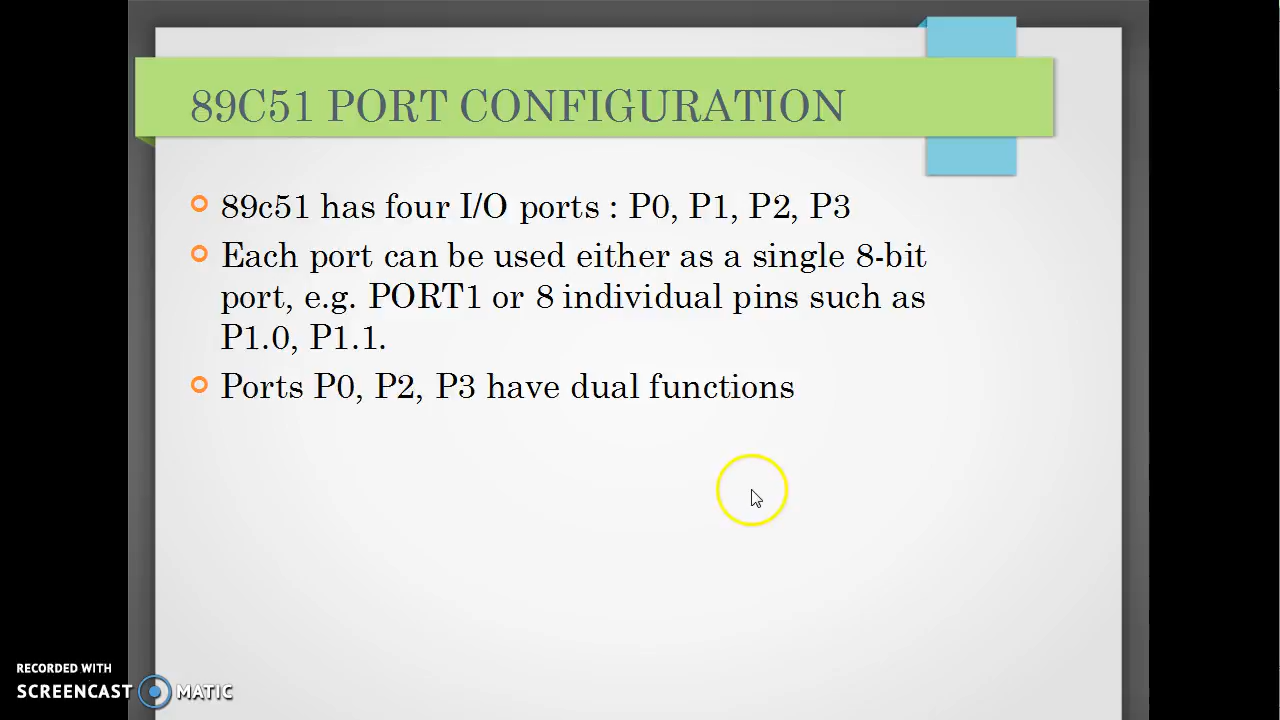 89C51 PORT CONFIGURATION
89c51 has four I/O ports : P0, P1, P2, P3
Each port can be used either as a single 8-bit
port, e.g. PORT1 or 8 individual pins such as
P1.0, P1.1.
Ports P0, P2, P3 have dual functions
RECORDED WITH
SCREENCAST MATIC